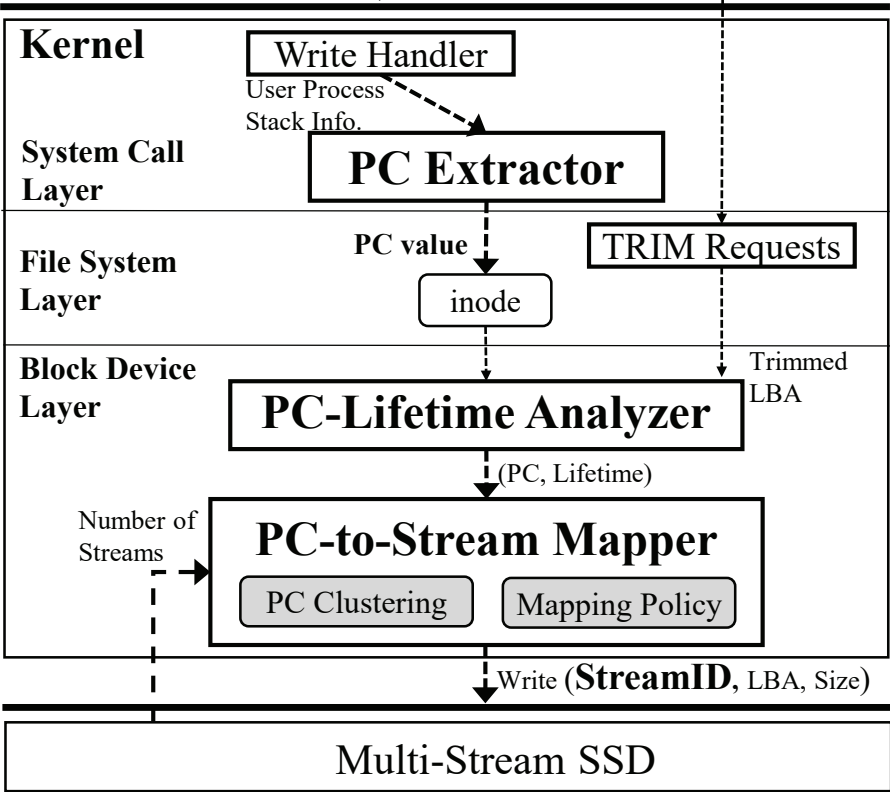 Kernel
Write Handler
User Process
Stack Info.
System Call
Layer
PC Extractor
PC value
TRIM Requests
File System
Layer
inode
Block Device
Layer
Trimmed
LBA
PC-Lifetime Analyzer
(PC, Lifetime)
Number of
Streams
PC-to-Stream Mapper
PC Clustering
Mapping Policy
Write (StreamID, LBA, Size)
Multi-Stream SSD